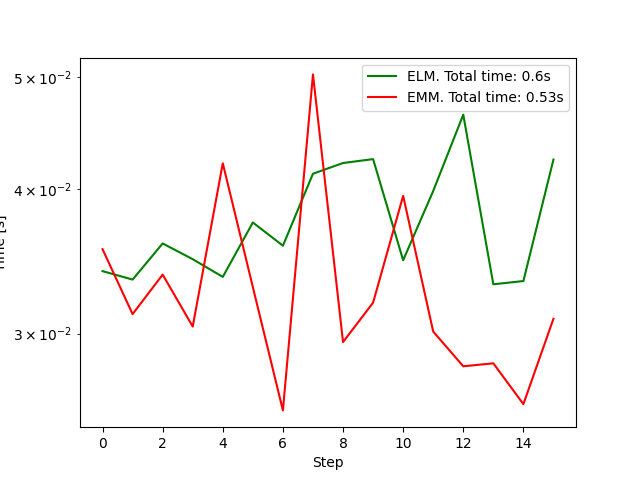 5 × 10⁻²
4 × 10⁻²
3 × 10⁻²
Time [s]
ELM. Total time: 0.6s
EMM. Total time: 0.53s
0 2 4 6 8 10 12 14
Step